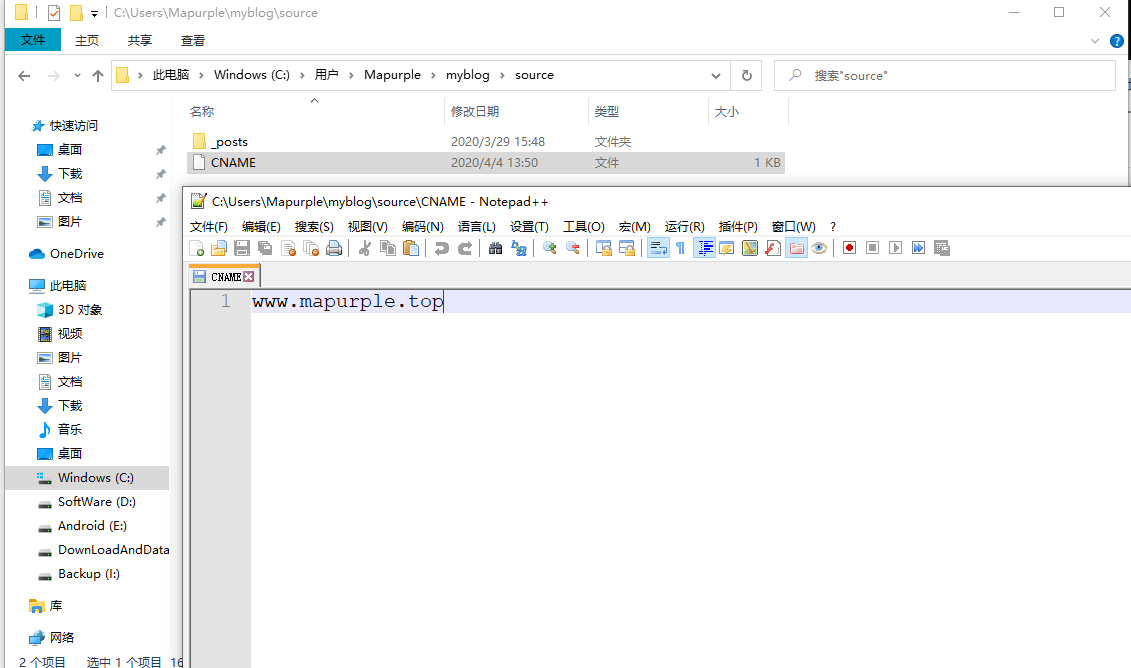 C:\Users\Mapurple\myblog\source
文件 主页 共享 查看
此电脑 Windows (C:) 用户 Mapurple myblog source 搜索"source"
名称 修改日期 类型 大小
快速访问
桌面
下载
文档
图片
OneDrive
此电脑
3D 对象
视频
图片
文档
下载
音乐
桌面
Windows (C:)
SoftWare (D:)
Android (E:)
DownLoadAndData
Backup (I:)
库
网络
_posts 2020/3/29 15:48 文件夹
CNAME 2020/4/4 13:50 文件 1 KB
C:\Users\Mapurple\myblog\source\CNAME - Notepad++
文件(F) 编辑(E) 搜索(S) 视图(V) 编码(N) 语言(L) 设置(T) 工具(O) 宏(M) 运行(R) 插件(P) 窗口(W) ?
CNAME
1 www.mapurple.top
2 个项目 选中 1 个项目 16